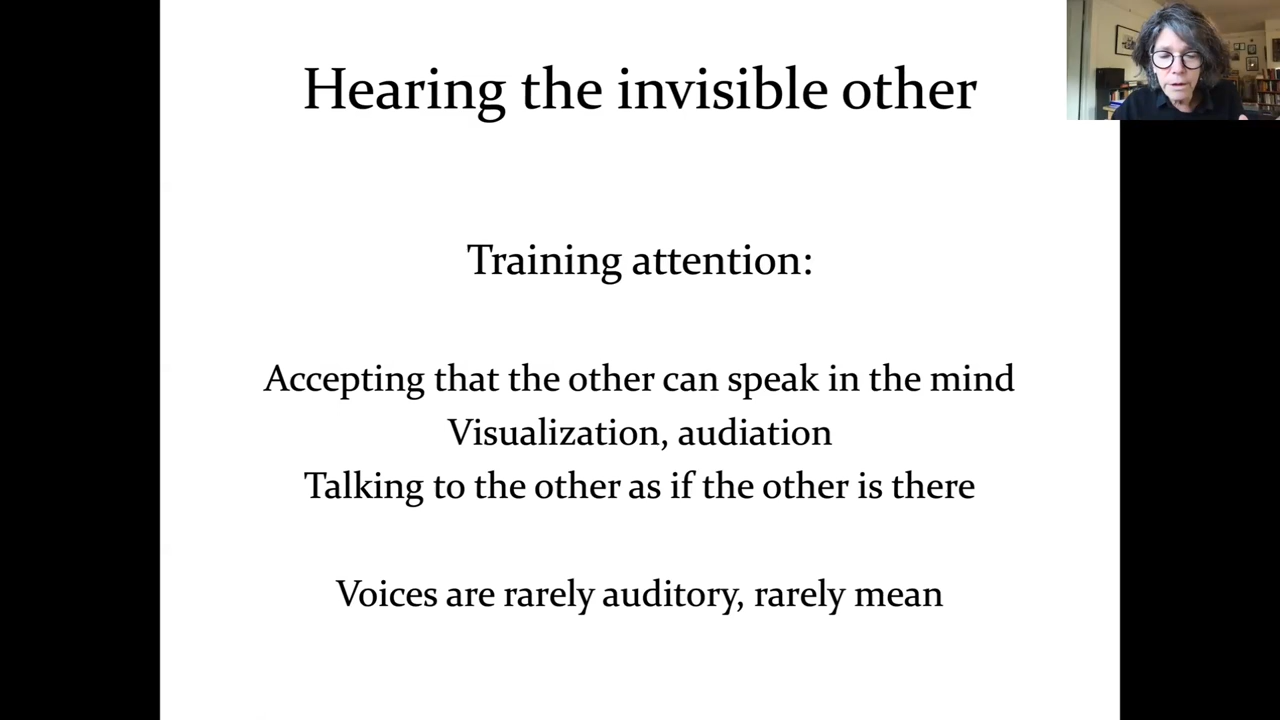 Hearing the invisible other
Training attention:
Accepting that the other can speak in the mind
Visualization, audiation
Talking to the other as if the other is there
Voices are rarely auditory, rarely mean